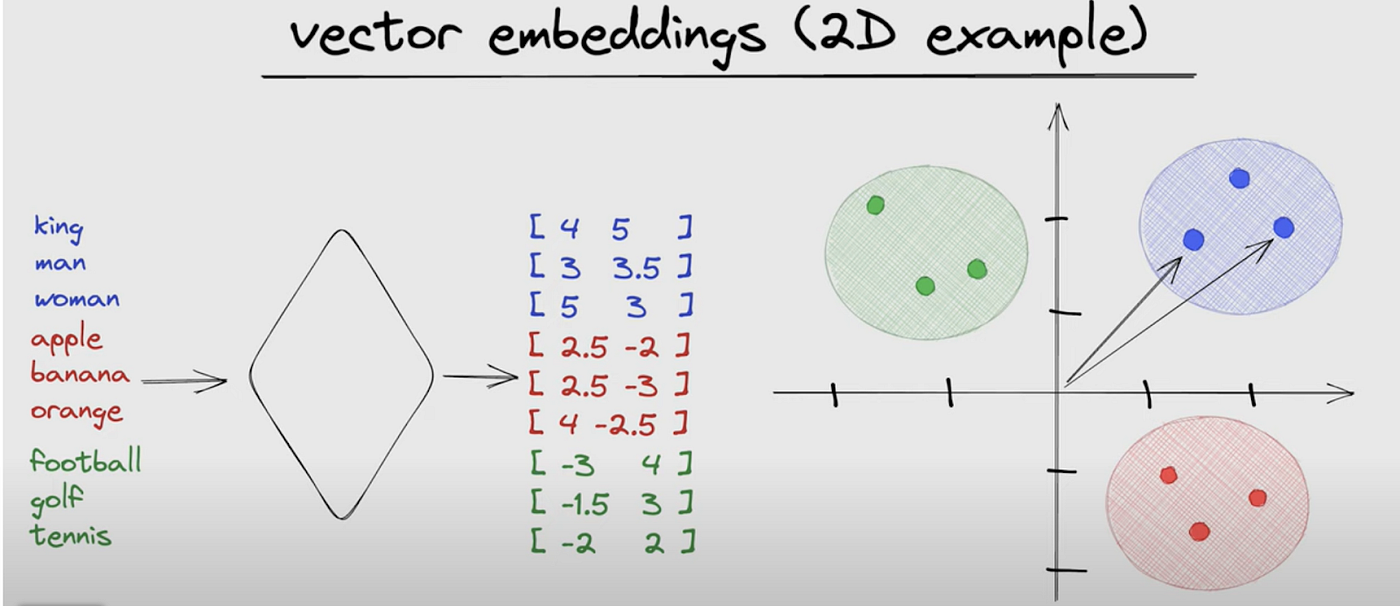 vector embeddings (2D example)
king
man
woman
apple
banana
orange
football
golf
tennis
[ 4 5 ]
[ 3 3.5 ]
[ 5 3 ]
[ 2.5 -2 ]
[ 2.5 -3 ]
[ 4 -2.5 ]
[ -3 4 ]
[ -1.5 3 ]
[ -2 2 ]